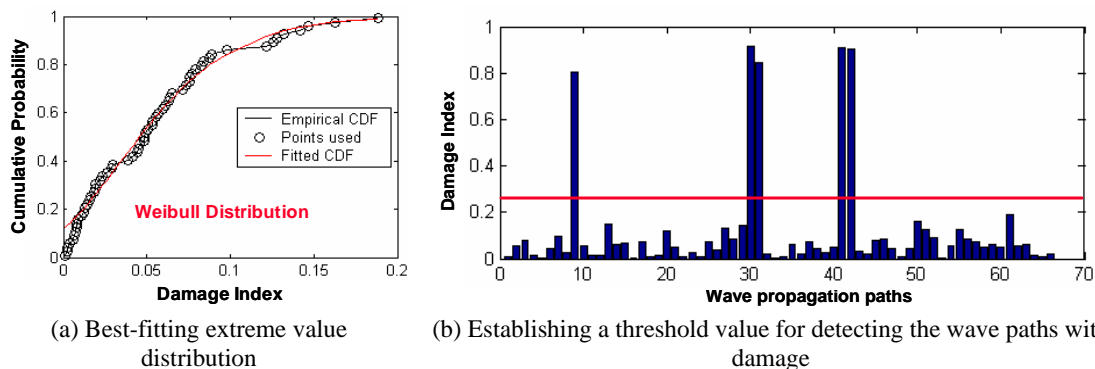 1
0.8
0.6
0.4
0.2
0
Cumulative Probability
Empirical CDF
Points used
Fitted CDF
Weibull Distribution
0 0.05 0.1 0.15 0.2
Damage Index
(a) Best-fitting extreme value
distribution
1
0.8
0.6
0.4
0.2
0
Damage Index
0 10 20 30 40 50 60 70
Wave propagation paths
(b) Establishing a threshold value for detecting the wave paths wit
damage